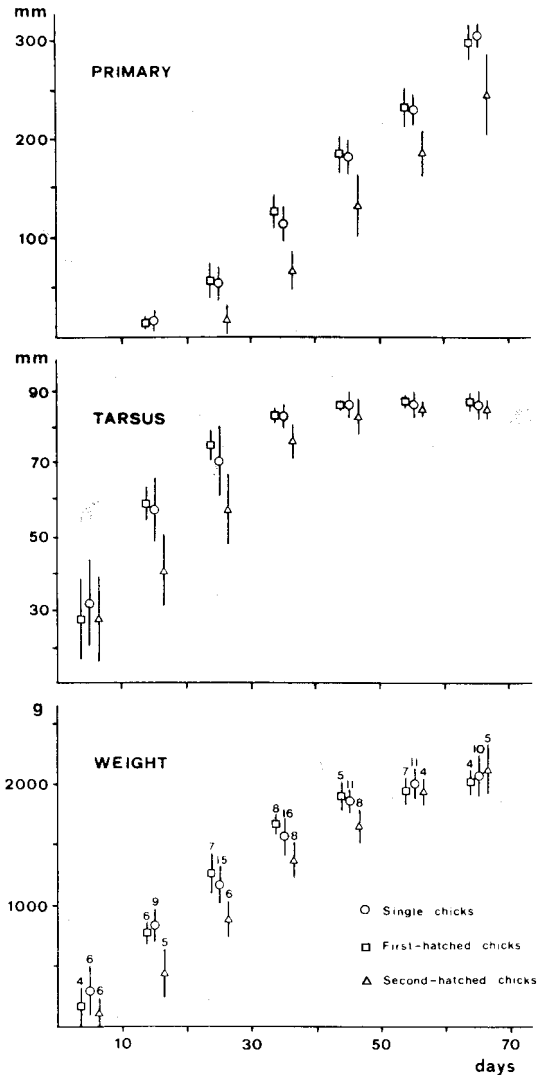 mm
300
PRIMARY
200
100
mm
90
TARSUS
70
50
30
g
WEIGHT
2000
1000
4 6 6
6 9 5
7 15 6
8 16 8
5 11 8
7 11 4
4 10 5
Single chicks
First-hatched chicks
Second-hatched chicks
10 30 50 70
days